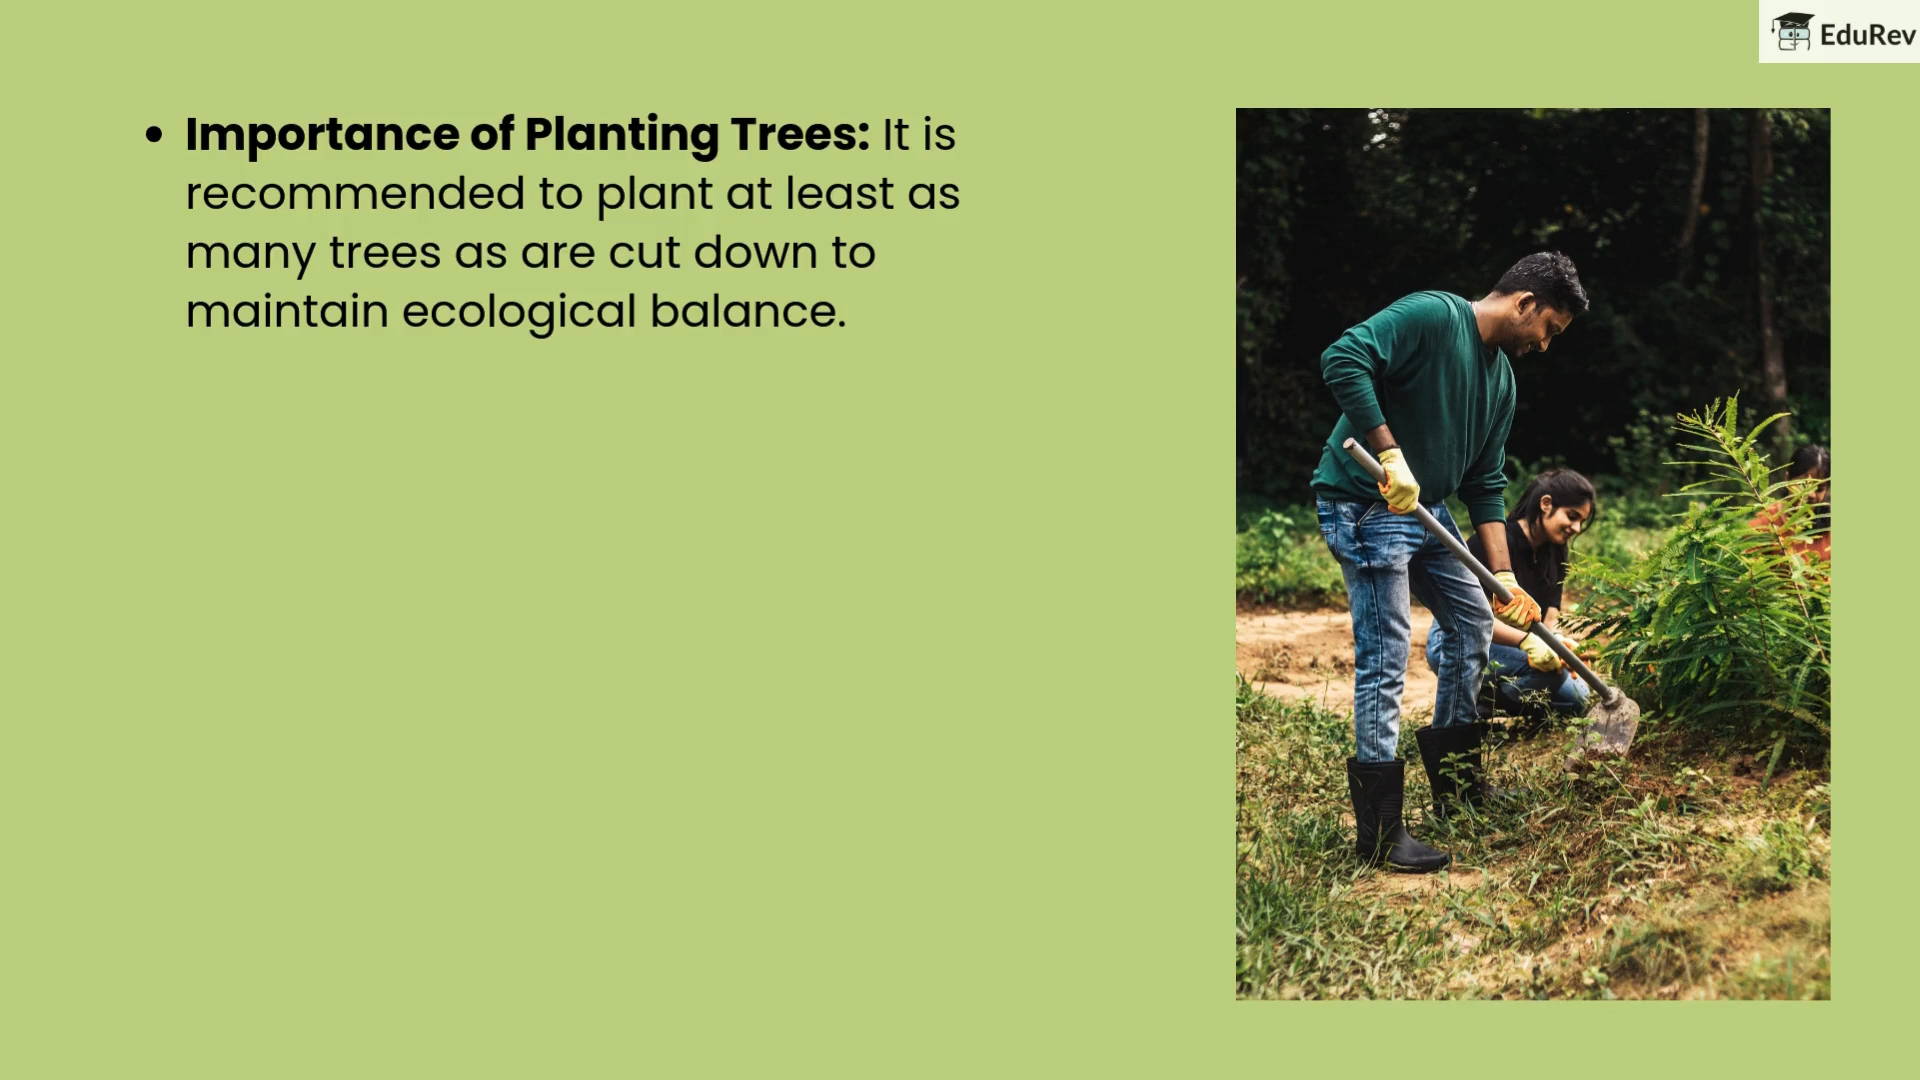 EduRev
• Importance of Planting Trees: It is
recommended to plant at least as
many trees as are cut down to
maintain ecological balance.